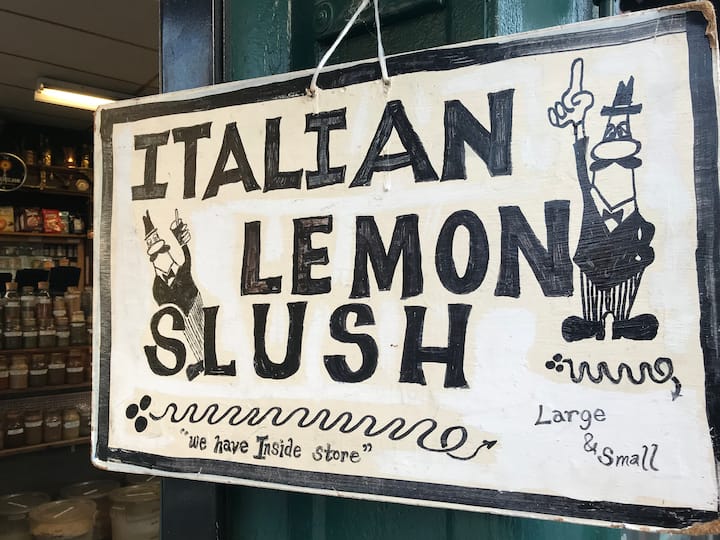 ITALIAN
LEMON
SLUSH
"we have Inside store"
Large
& Small